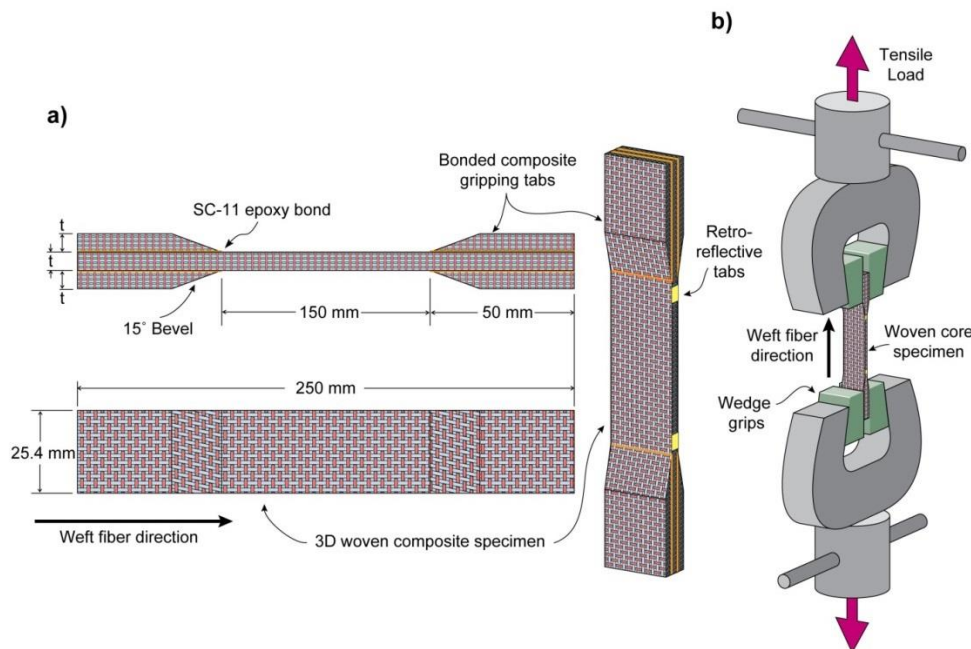 a)
SC-11 epoxy bond
t
t
t
15° Bevel
150 mm
50 mm
250 mm
25.4 mm
Weft fiber direction
3D woven composite specimen
Bonded composite
gripping tabs
Retro-
reflective
tabs
b)
Tensile
Load
Weft fiber
direction
Woven core
specimen
Wedge
grips